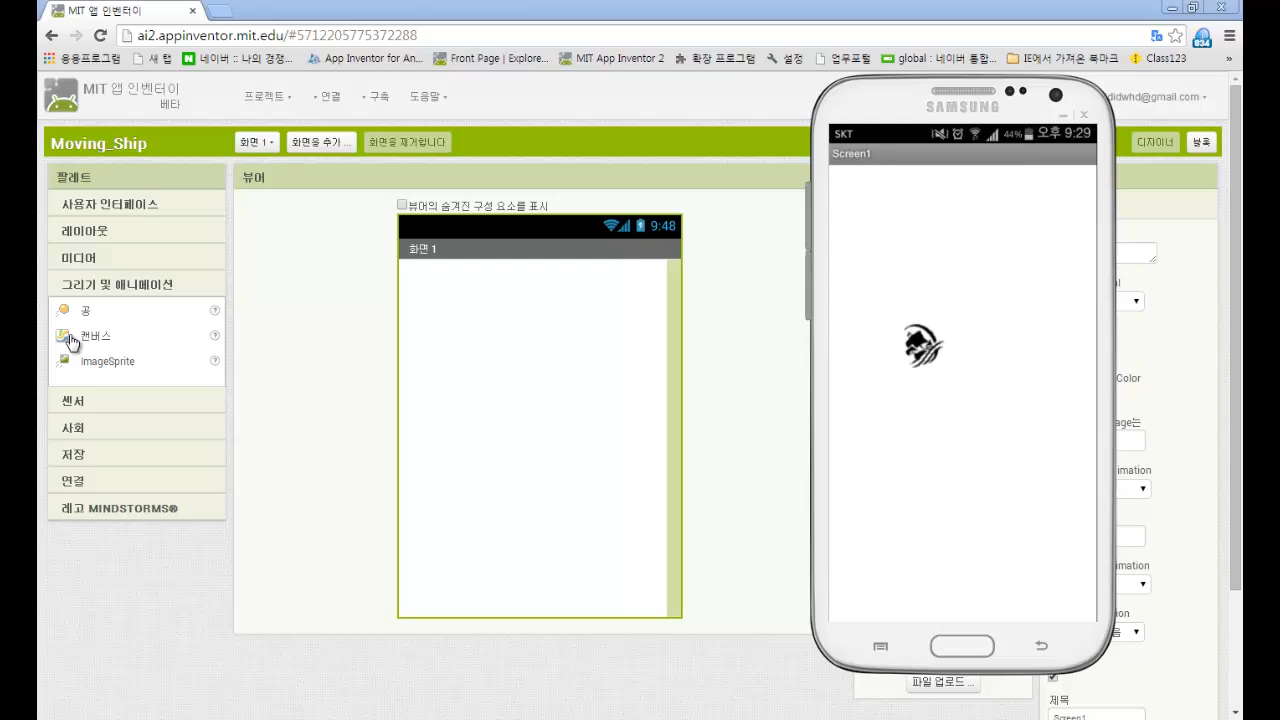 MIT 앱 인벤터이
ai2.appinventor.mit.edu/#5712205775372288
834
응용프로그램 새 탭 네이버 :: 나의 경쟁... App Inventor for An... Front Page | Explore... MIT App Inventor 2 확장 프로그램 설정 업무포털 global : 네이버 통합... IE에서 가져온 북마크 Class123 »
MIT 앱 인벤터이
베타
프로젝트 연결 구축 도움말
didwhd@gmail.com
Moving_Ship
화면 1
화면을 추가 ...
화면을 제거합니다
디자이너
블록
팔레트
사용자 인터페이스
레이아웃
미디어
그리기 및 애니메이션
공
캔버스
ImageSprite
센서
사회
저장
연결
레고 MINDSTORMS®
뷰어
뷰어의 숨겨진 구성 요소를 표시
9:48
화면 1
SAMSUNG
SKT 44% 오후 9:29
Screen1
Color
age는
imation
imation
파일 업로드 ...
제목
Screen1